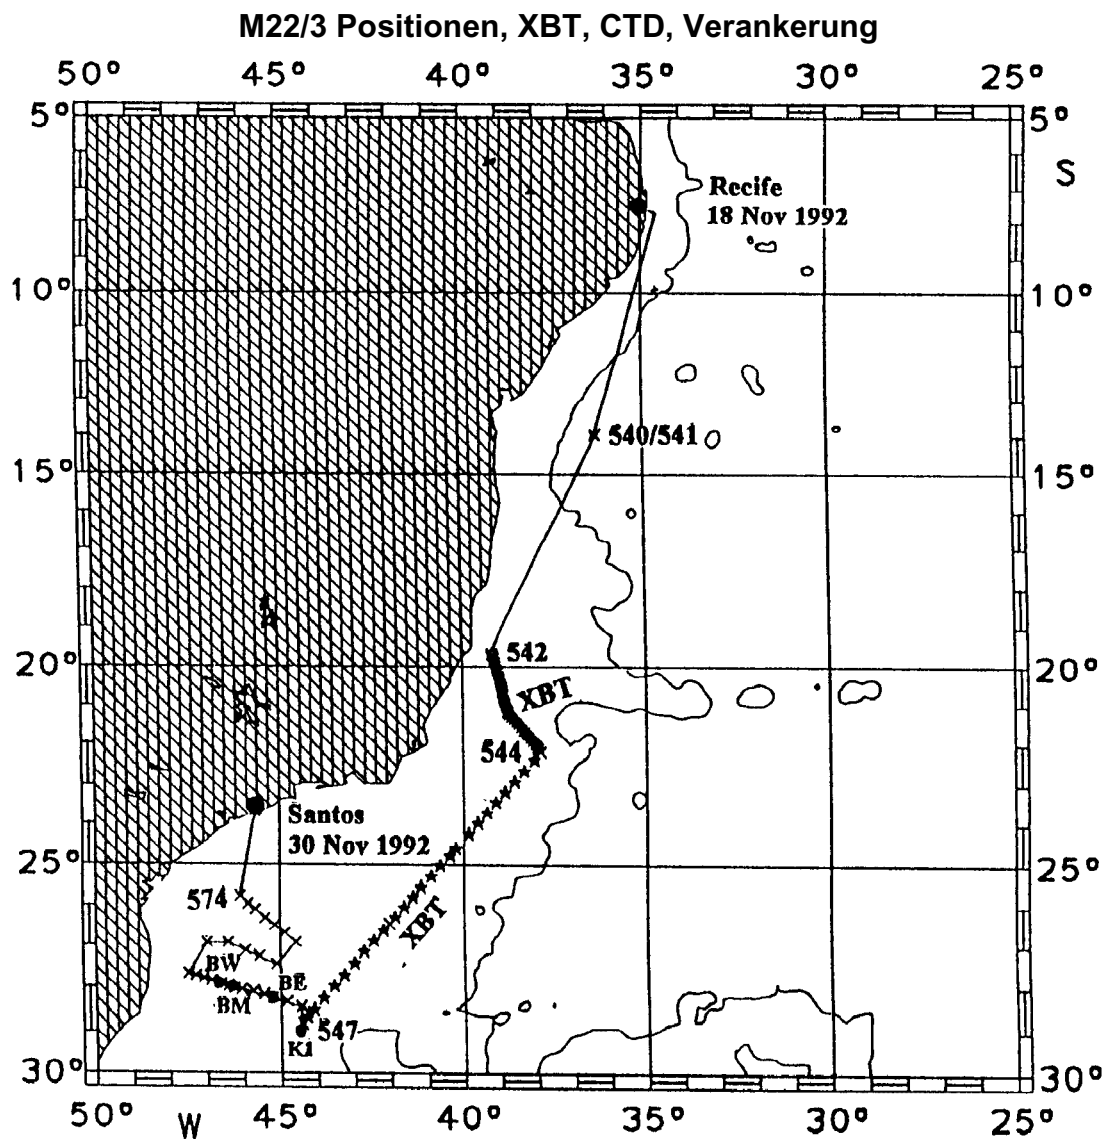 M22/3 Positionen, XBT, CTD, Verankerung
50° 45° 40° 35° 30° 25°
5° 5°
S
Recife
18 Nov 1992
10° 10°
540/541
15° 15°
542
20° 20°
XBT
544
Santos
30 Nov 1992
25° 25°
574
XBT
BW
BE
BM
547
K1
30° 30°
50° W 45° 40° 35° 30° 25°